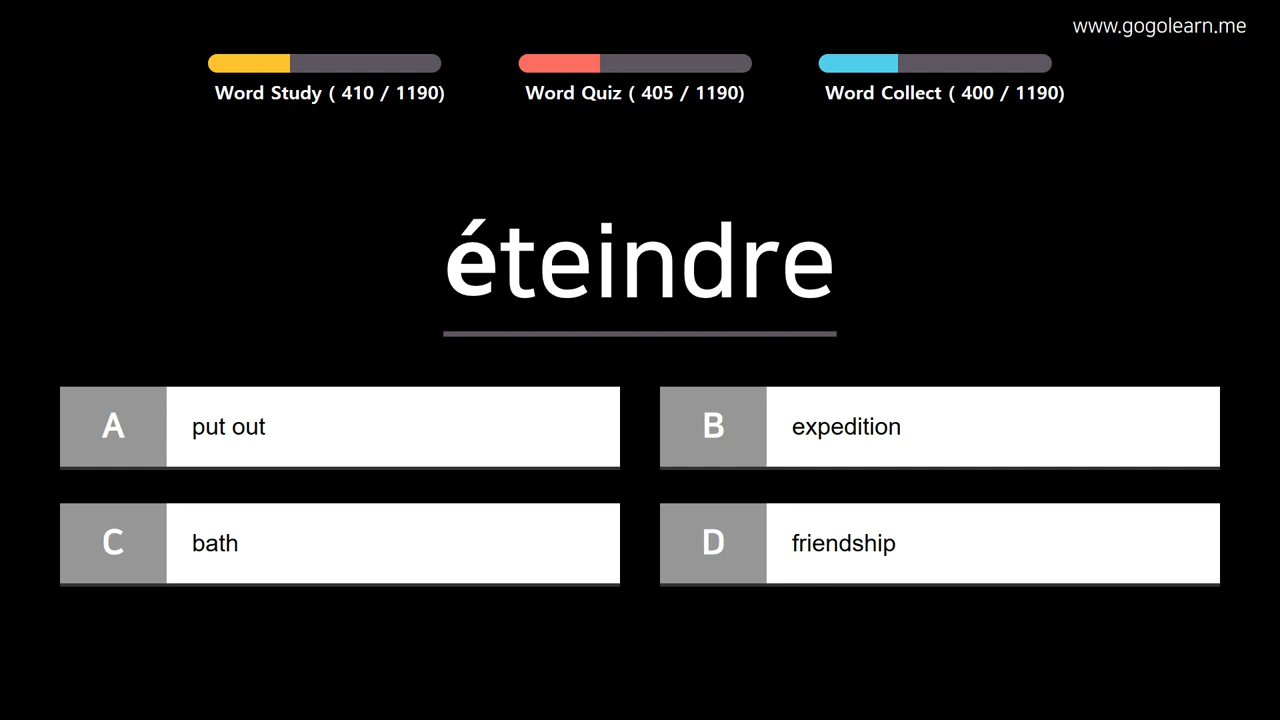 www.gogolearn.me
Word Study ( 410 / 1190)
Word Quiz ( 405 / 1190)
Word Collect ( 400 / 1190)
éteindre
A put out
B expedition
C bath
D friendship